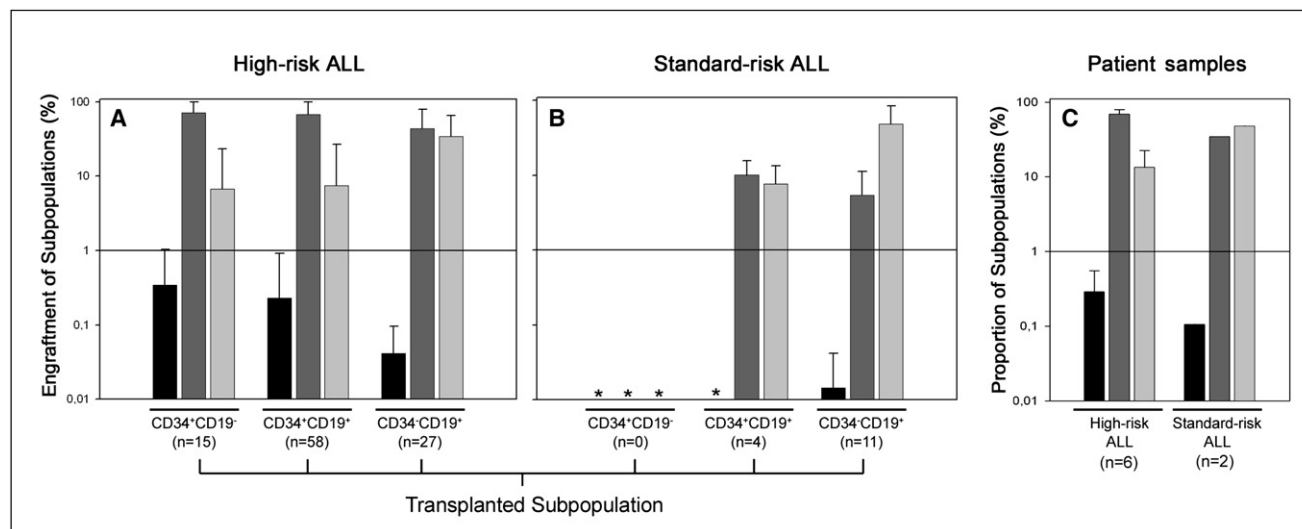 High-risk ALL
Standard-risk ALL
Patient samples
Engraftment of Subpopulations (%)
100
10
1
0,1
0,01
A
B
* * * *
CD34⁺CD19⁻
(n=15)
CD34⁺CD19⁺
(n=58)
CD34⁻CD19⁺
(n=27)
CD34⁺CD19⁻
(n=0)
CD34⁺CD19⁺
(n=4)
CD34⁻CD19⁺
(n=11)
Transplanted Subpopulation
Proportion of Subpopulations (%)
100
10
1
0,1
0,01
C
High-risk
ALL
(n=6)
Standard-risk
ALL
(n=2)